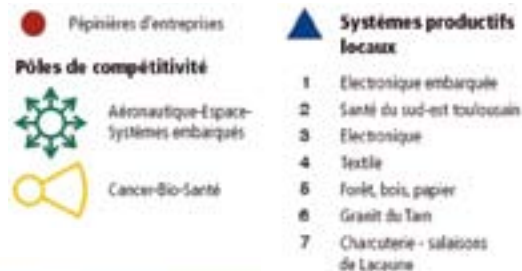 Pépinières d'entreprises
Pôles de compétitivité
Aéronautique-Espace-
Systèmes embarqués
Cancer-Bio-Santé
Systèmes productifs
locaux
1 Electronique embarquée
2 Santé du sud-est toulousain
3 Electronique
4 Textile
5 Forêt, bois, papier
6 Granit du Tarn
7 Charcuterie - salaisons
de Lacaune